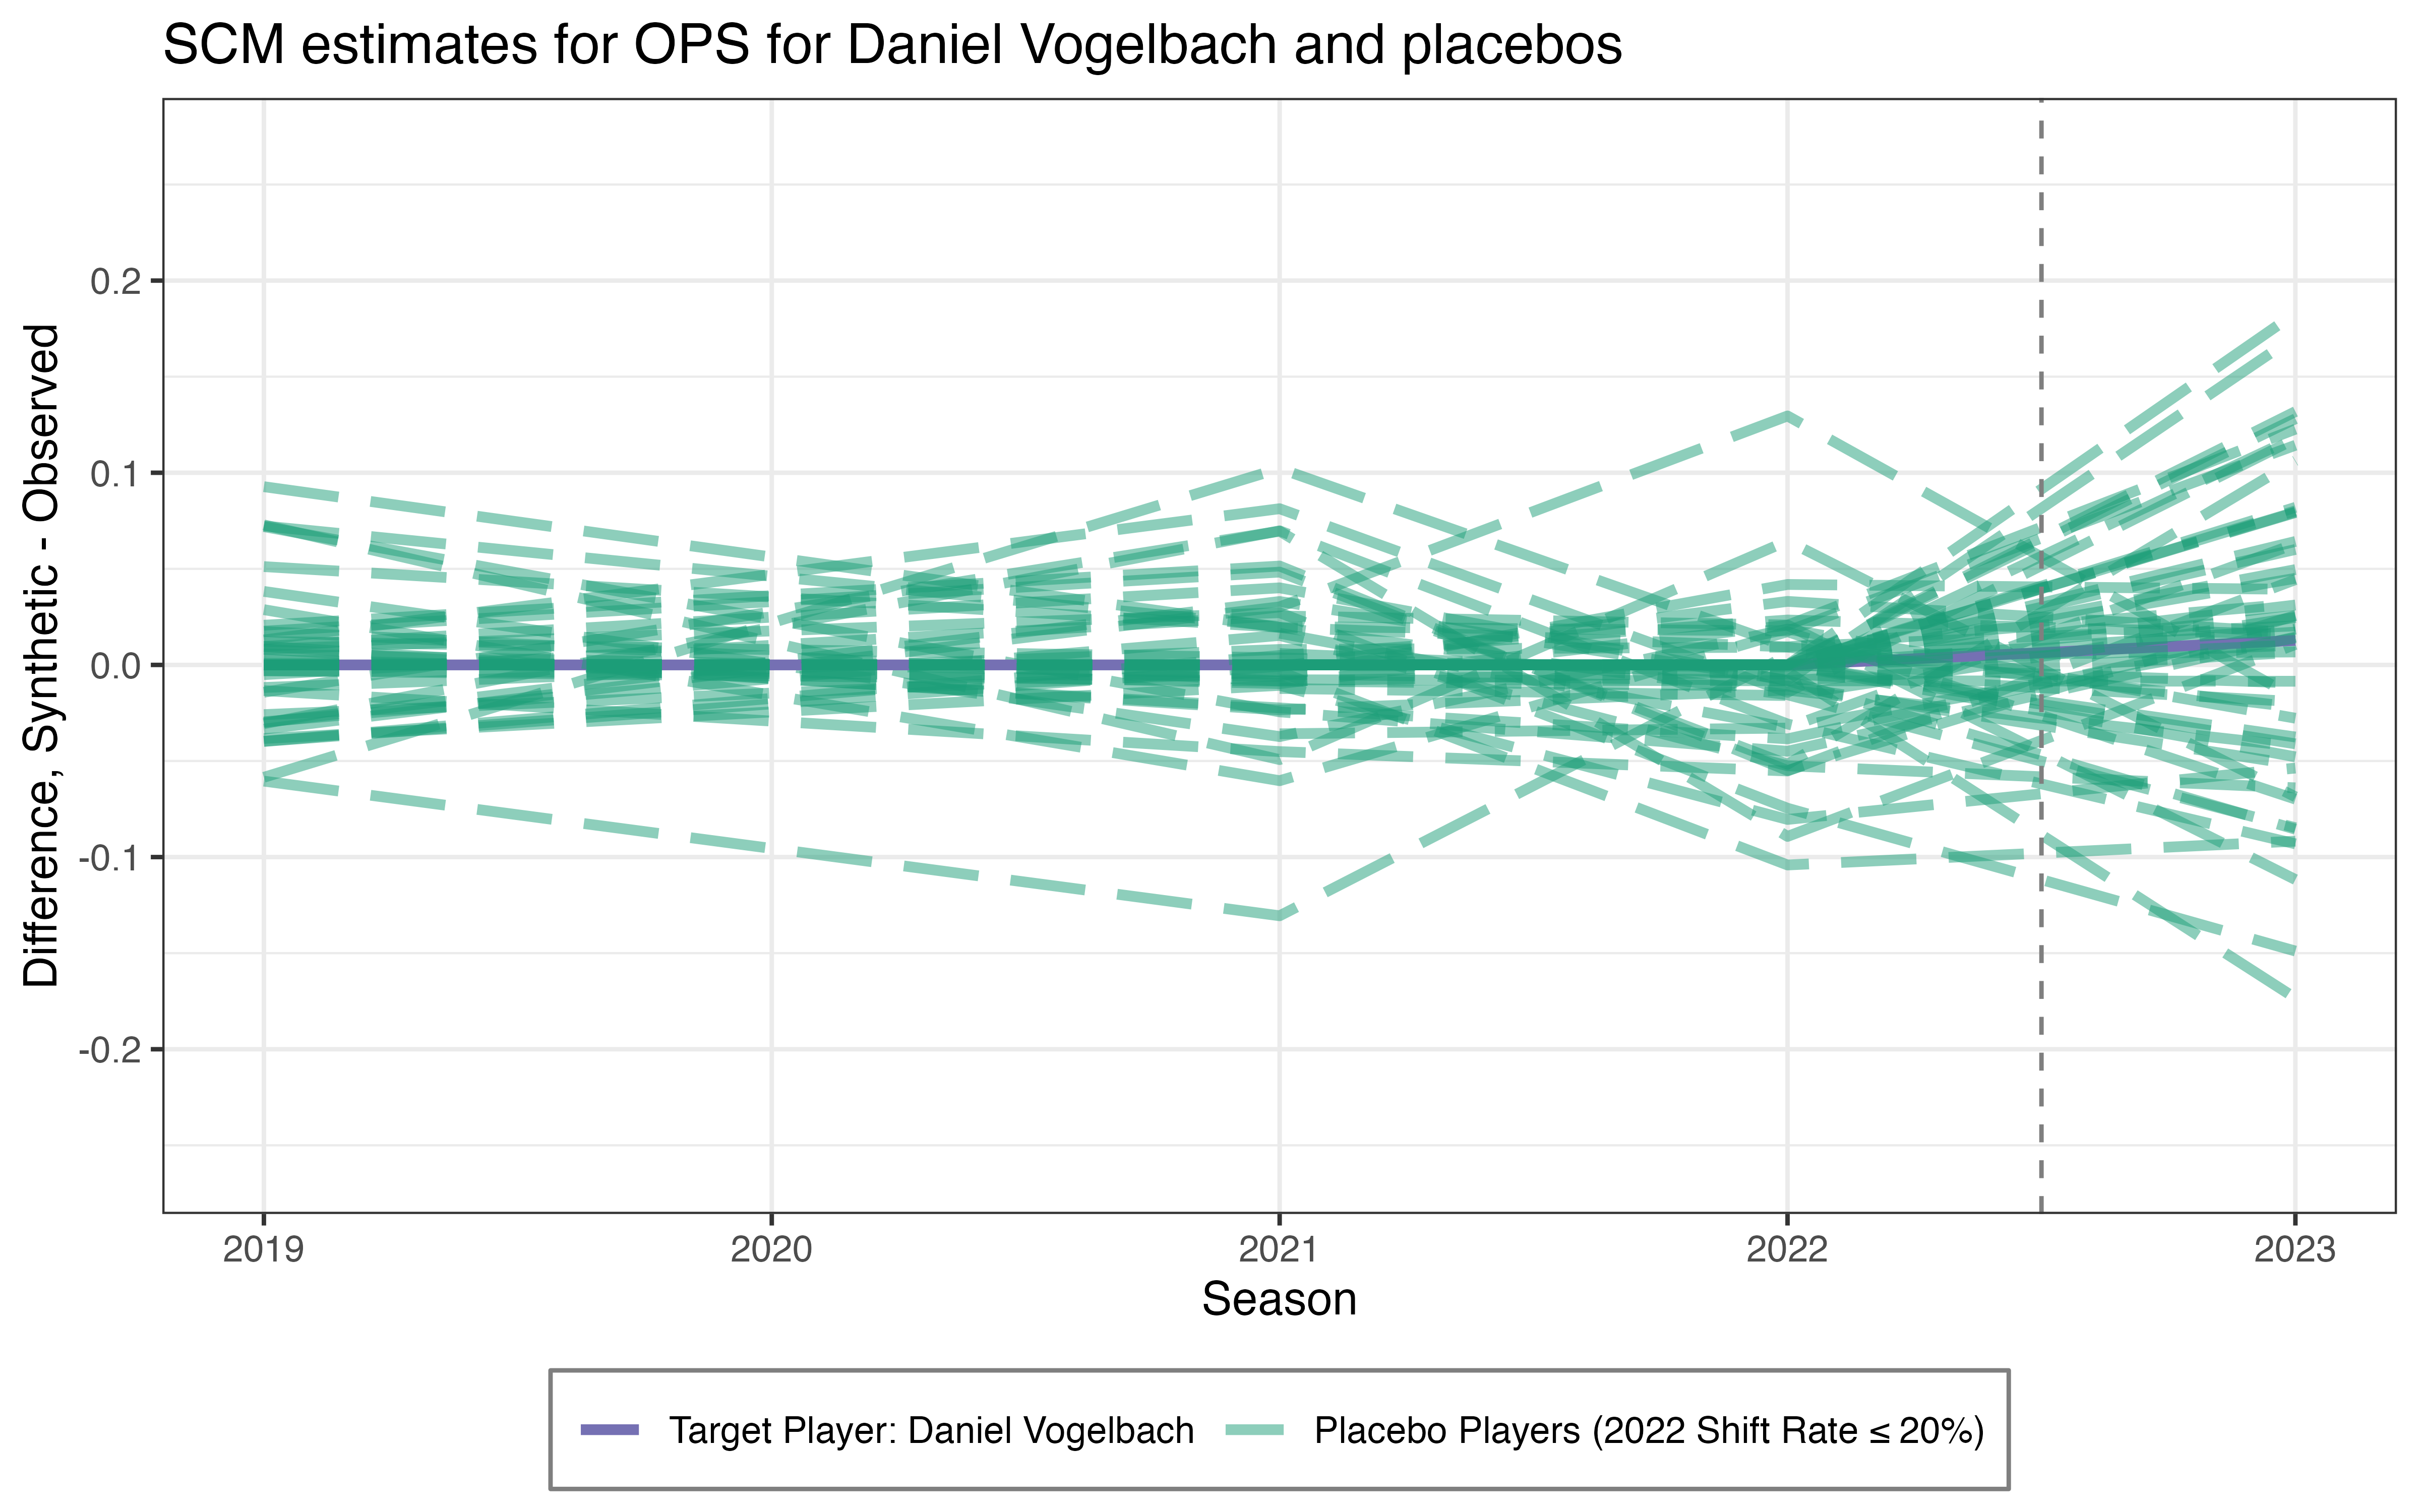 SCM estimates for OPS for Daniel Vogelbach and placebos
Difference, Synthetic - Observed
0.2
0.1
0.0
-0.1
-0.2
2019 2020 2021 2022 2023
Season
Target Player: Daniel Vogelbach Placebo Players (2022 Shift Rate ≤ 20%)